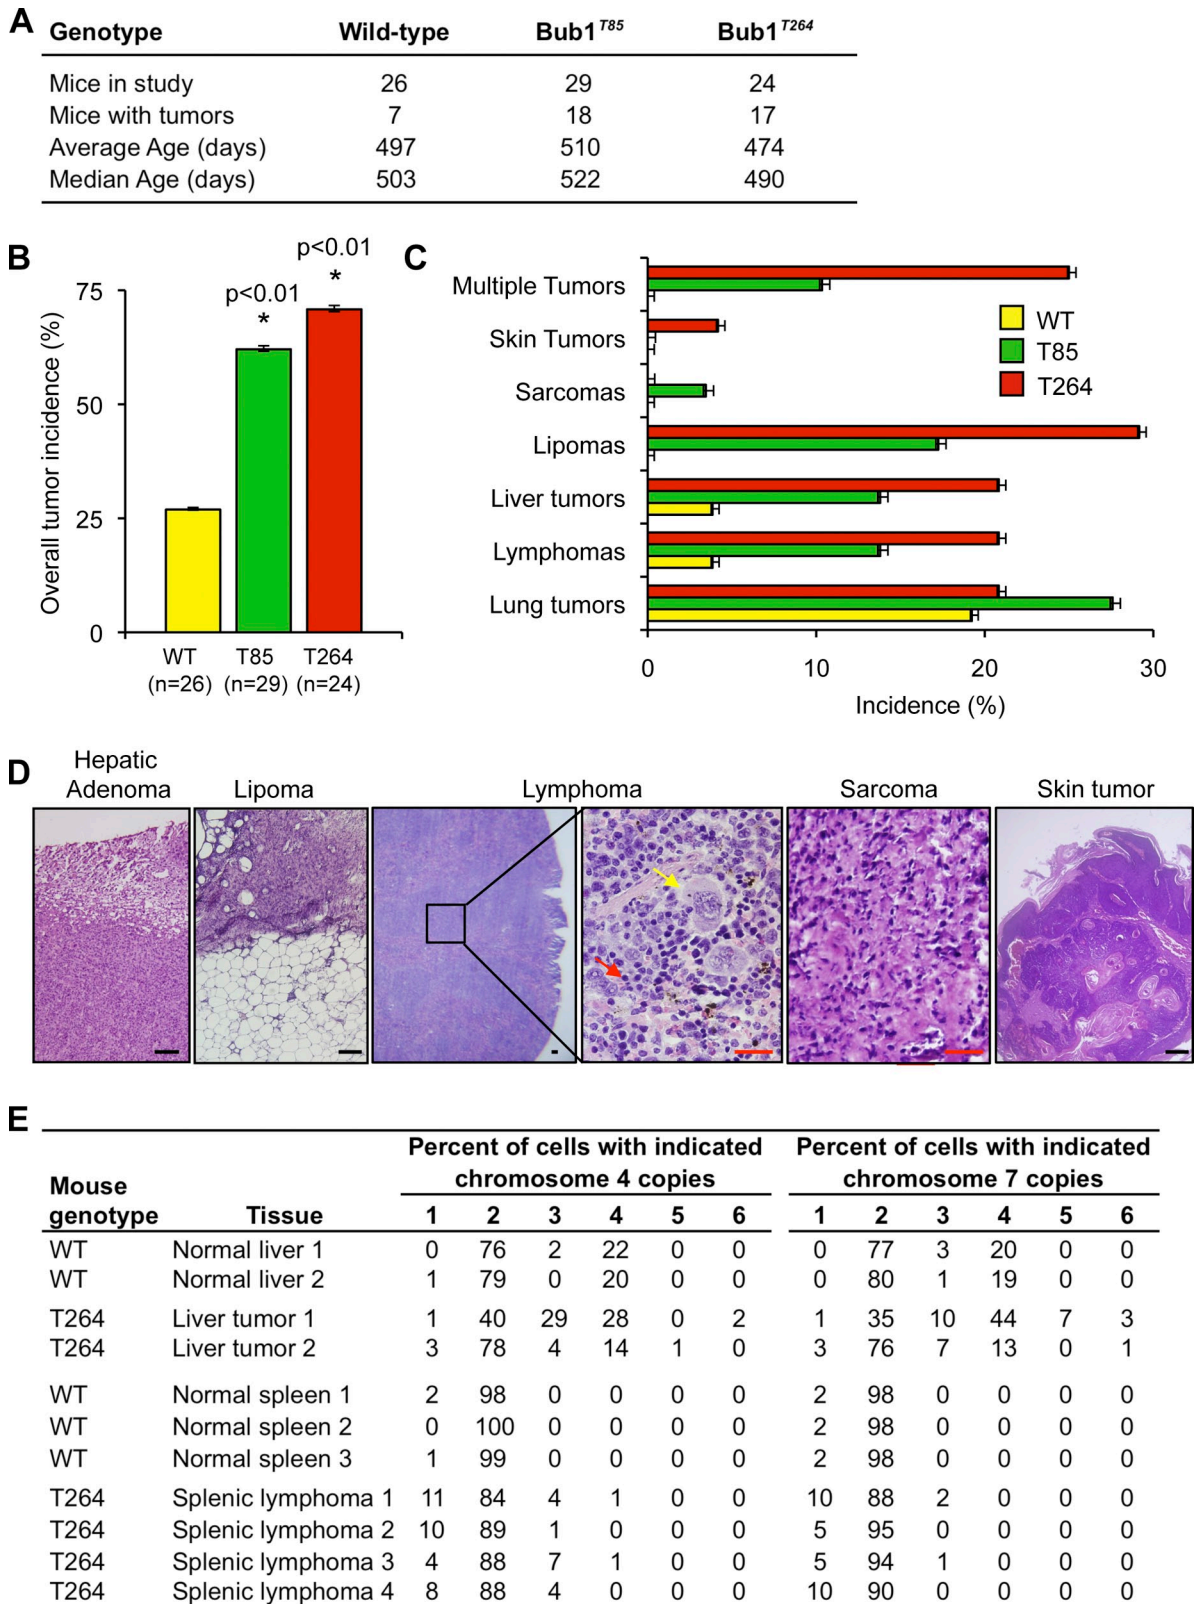 A
Genotype Wild-type Bub1T85 Bub1T264
Mice in study 26 29 24
Mice with tumors 7 18 17
Average Age (days) 497 510 474
Median Age (days) 503 522 490
B
Overall tumor incidence (%)
75
50
25
0
p<0.01
*
p<0.01
*
WT T85 T264
(n=26) (n=29) (n=24)
C
Multiple Tumors
Skin Tumors
Sarcomas
Lipomas
Liver tumors
Lymphomas
Lung tumors
WT
T85
T264
0 10 20 30
Incidence (%)
D
Hepatic
Adenoma Lipoma Lymphoma Sarcoma Skin tumor
E
Percent of cells with indicated Percent of cells with indicated
chromosome 4 copies chromosome 7 copies
Mouse
genotype Tissue 1 2 3 4 5 6 1 2 3 4 5 6
WT Normal liver 1 0 76 2 22 0 0 0 77 3 20 0 0
WT Normal liver 2 1 79 0 20 0 0 0 80 1 19 0 0
T264 Liver tumor 1 1 40 29 28 0 2 1 35 10 44 7 3
T264 Liver tumor 2 3 78 4 14 1 0 3 76 7 13 0 1
WT Normal spleen 1 2 98 0 0 0 0 2 98 0 0 0 0
WT Normal spleen 2 0 100 0 0 0 0 2 98 0 0 0 0
WT Normal spleen 3 1 99 0 0 0 0 2 98 0 0 0 0
T264 Splenic lymphoma 1 11 84 4 1 0 0 10 88 2 0 0 0
T264 Splenic lymphoma 2 10 89 1 0 0 0 5 95 0 0 0 0
T264 Splenic lymphoma 3 4 88 7 1 0 0 5 94 1 0 0 0
T264 Splenic lymphoma 4 8 88 4 0 0 0 10 90 0 0 0 0